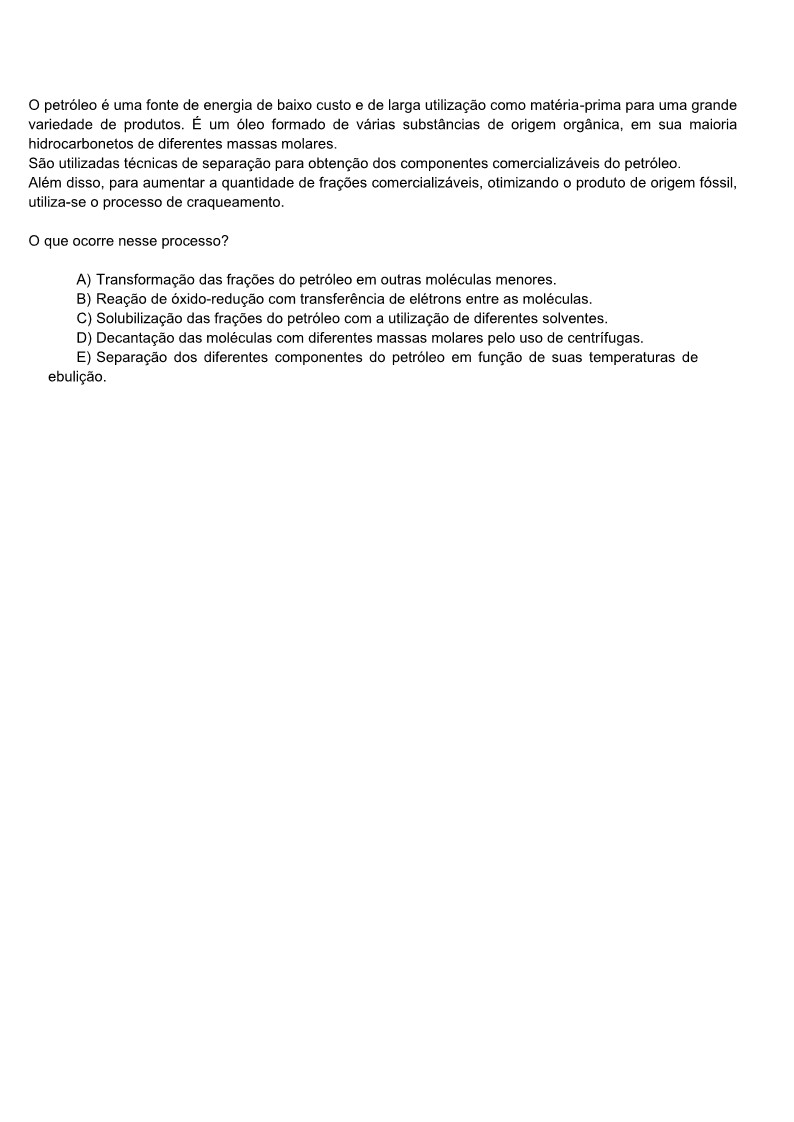 O petróleo é uma fonte de energia de baixo custo e de larga utilização como matéria-prima para uma grande
variedade de produtos. É um óleo formado de várias substâncias de origem orgânica, em sua maioria
hidrocarbonetos de diferentes massas molares.
São utilizadas técnicas de separação para obtenção dos componentes comercializáveis do petróleo.
Além disso, para aumentar a quantidade de frações comercializáveis, otimizando o produto de origem fóssil,
utiliza-se o processo de craqueamento.
O que ocorre nesse processo?
A) Transformação das frações do petróleo em outras moléculas menores.
B) Reação de óxido-redução com transferência de elétrons entre as moléculas.
C) Solubilização das frações do petróleo com a utilização de diferentes solventes.
D) Decantação das moléculas com diferentes massas molares pelo uso de centrífugas.
E) Separação dos diferentes componentes do petróleo em função de suas temperaturas de
ebulição.